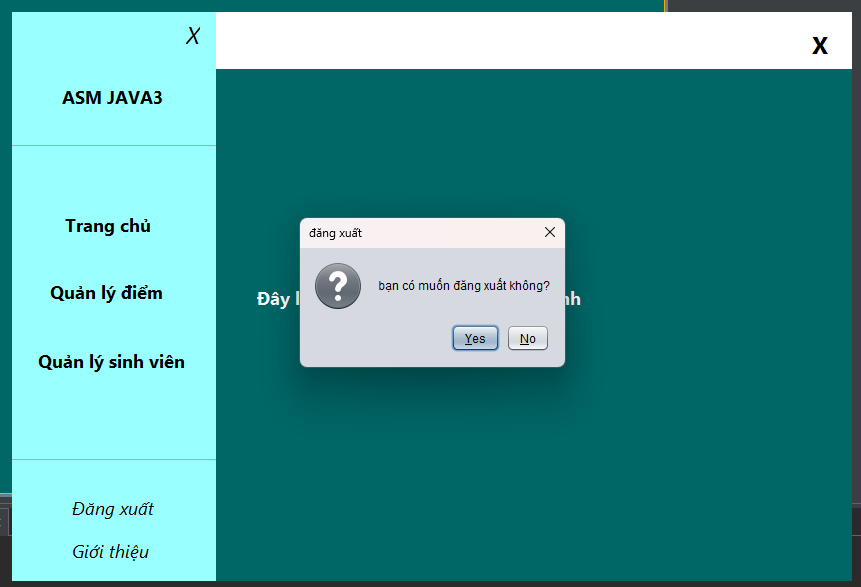 X
X
ASM JAVA3
Trang chủ
Quản lý điểm
Quản lý sinh viên
Đăng xuất
Giới thiệu
đăng xuất
bạn có muốn đăng xuất không?
Yes
No
Đây